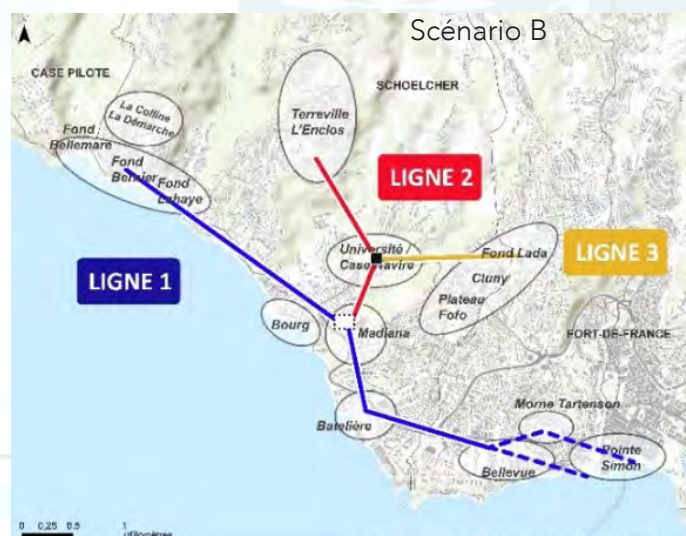 Scénario B
CASE PILOTE
SCHOELCHER
La Colline
La Démarche
Terreville
L'Enclos
Fond
Bellemare
Fond
Bernier
Fond
Lahaye
LIGNE 2
Université /
Case Navire
Fond Lada
LIGNE 3
LIGNE 1
Cluny
Plateau
Fofo
Bourg
Madiana
FORT-DE-FRANCE
Morne Tartenson
Batelière
Pointe
Simon
Bellevue
0 0,25 0.5 1
Kilomètres